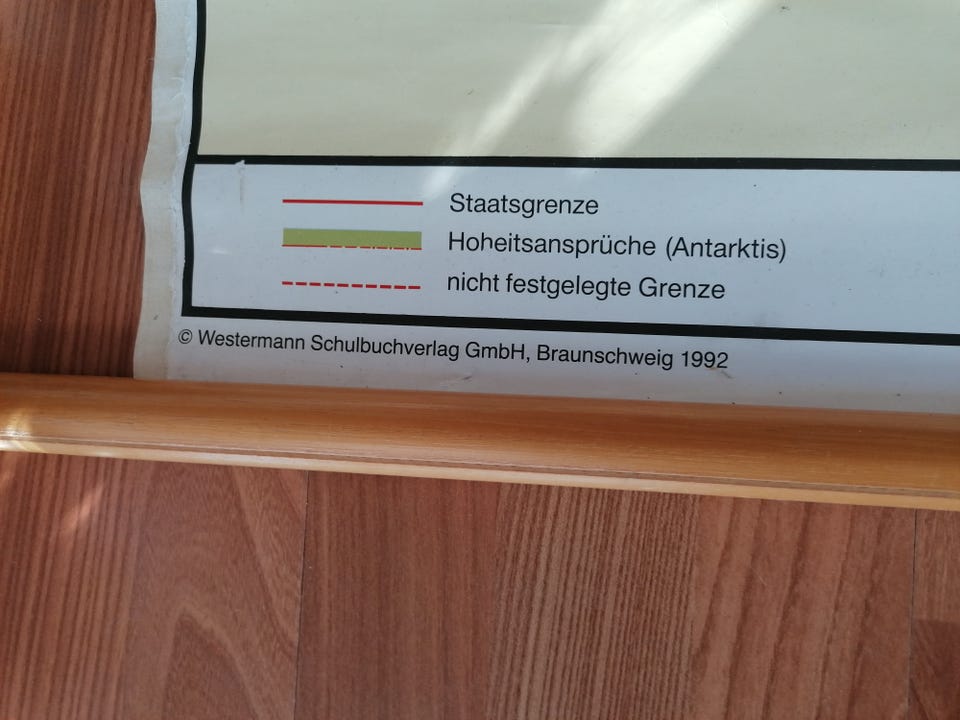 Staatsgrenze
Hoheitsansprüche (Antarktis)
nicht festgelegte Grenze
© Westermann Schulbuchverlag GmbH, Braunschweig 1992